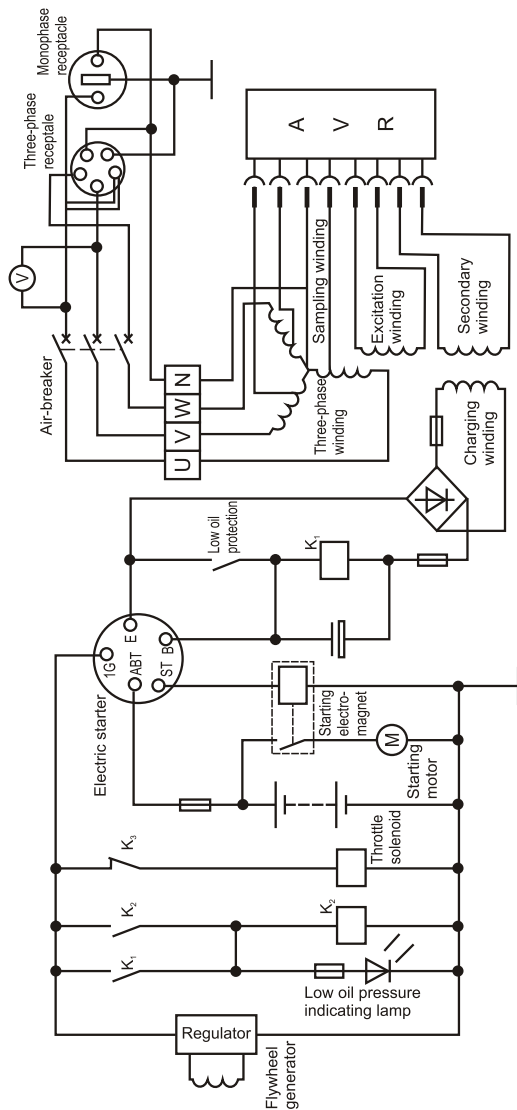 Monophase
receptacle
Three-phase
receptale
V
Air-breaker
U V W N
A V R
Sampling winding
Three-phase
winding
Excitation
winding
Secondary
winding
Charging
winding
Low oil
protection
K1
Electric starter
1G
E
ABT
ST
B
Starting
electro-
magnet
M
Starting
motor
K3
Throttle
solenoid
K2
K2
K1
Low oil pressure
indicating lamp
Regulator
Flywheel
generator